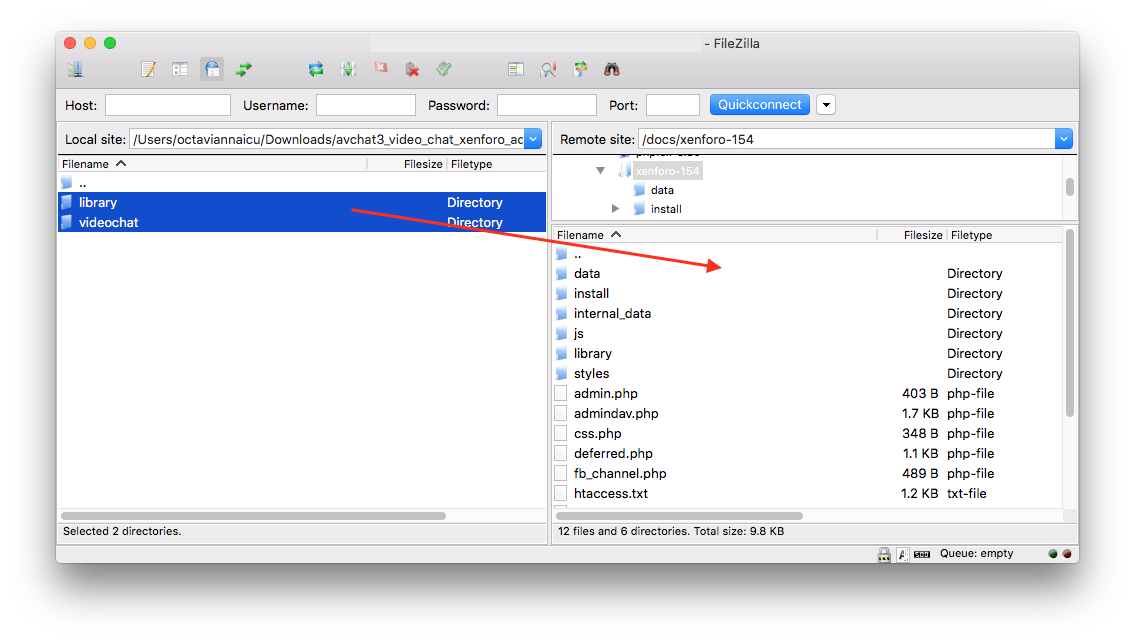 - FileZilla
Host: Username: Password: Port: Quickconnect
Local site: /Users/octaviannaicu/Downloads/avchat3_video_chat_xenforo_ac
Filename Filesize Filetype
..
library Directory
videochat Directory
Selected 2 directories.
Remote site: /docs/xenforo-154
xenforo-154
data
install
Filename Filesize Filetype
..
data Directory
install Directory
internal_data Directory
js Directory
library Directory
styles Directory
admin.php 403 B php-file
admindav.php 1.7 KB php-file
css.php 348 B php-file
deferred.php 1.1 KB php-file
fb_channel.php 489 B php-file
htaccess.txt 1.2 KB txt-file
12 files and 6 directories. Total size: 9.8 KB
Queue: empty